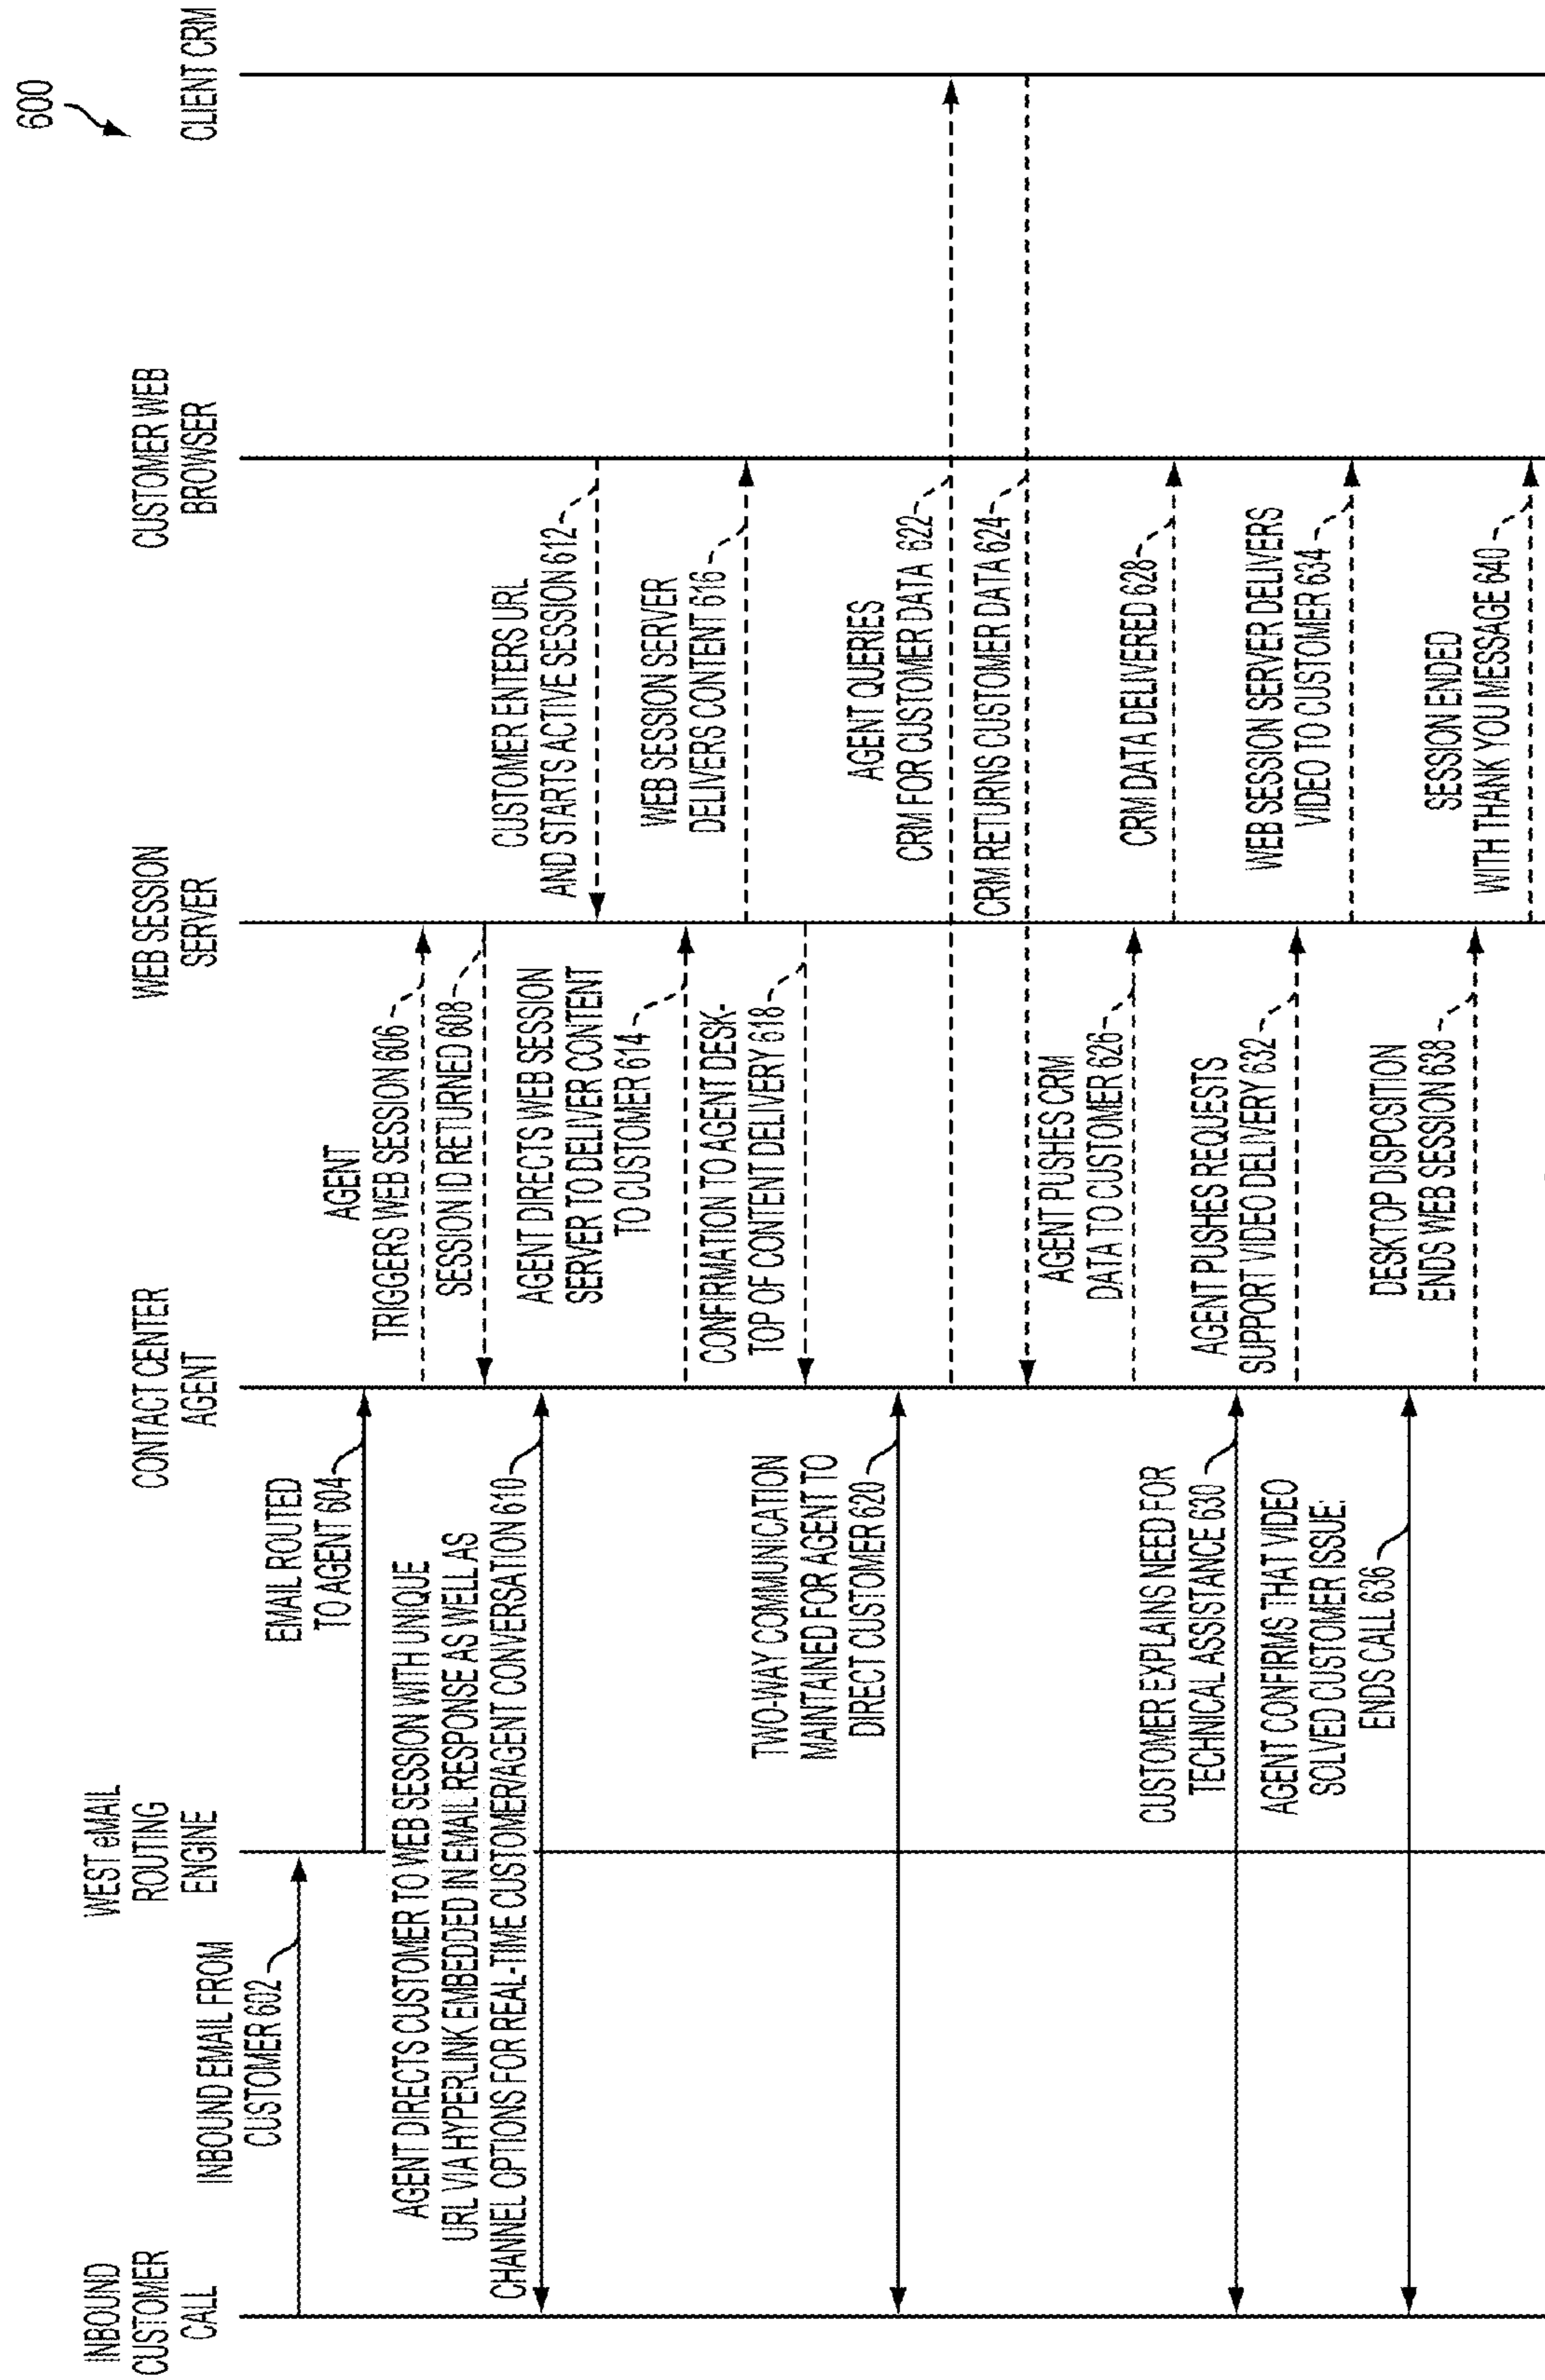 600
INBOUND
CUSTOMER
CALL
WEST eMAIL
ROUTING
ENGINE
CONTACT CENTER
AGENT
WEB SESSION
SERVER
CUSTOMER WEB
BROWSER
CLIENT CRM
INBOUND EMAIL FROM
CUSTOMER 602
EMAIL ROUTED
TO AGENT 604
AGENT
TRIGGERS WEB SESSION 606
SESSION ID RETURNED 608
AGENT DIRECTS CUSTOMER TO WEB SESSION WITH UNIQUE
URL VIA HYPERLINK EMBEDDED IN EMAIL RESPONSE AS WELL AS
CHANNEL OPTIONS FOR REAL-TIME CUSTOMER/AGENT CONVERSATION 610
CUSTOMER ENTERS URL
AND STARTS ACTIVE SESSION 612
AGENT DIRECTS WEB SESSION
SERVER TO DELIVER CONTENT
TO CUSTOMER 614
WEB SESSION SERVER
DELIVERS CONTENT 616
CONFIRMATION TO AGENT DESK-
TOP OF CONTENT DELIVERY 618
TWO-WAY COMMUNICATION
MAINTAINED FOR AGENT TO
DIRECT CUSTOMER 620
AGENT QUERIES
CRM FOR CUSTOMER DATA 622
CRM RETURNS CUSTOMER DATA 624
AGENT PUSHES CRM
DATA TO CUSTOMER 626
CRM DATA DELIVERED 628
CUSTOMER EXPLAINS NEED FOR
TECHNICAL ASSISTANCE 630
AGENT PUSHES REQUESTS
SUPPORT VIDEO DELIVERY 632
WEB SESSION SERVER DELIVERS
VIDEO TO CUSTOMER 634
AGENT CONFIRMS THAT VIDEO
SOLVED CUSTOMER ISSUE:
ENDS CALL 636
DESKTOP DISPOSITION
ENDS WEB SESSION 638
SESSION ENDED
WITH THANK YOU MESSAGE 640